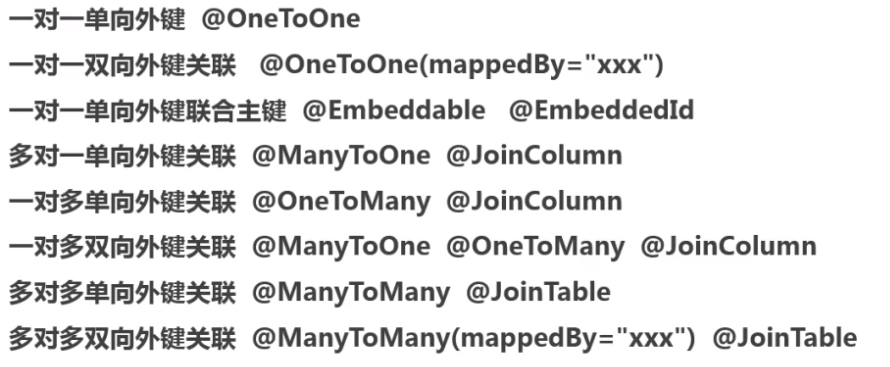 一对一单向外键 @OneToOne
一对一双向外键关联 @OneToOne(mappedBy="xxx")
一对一单向外键联合主键 @Embeddable @EmbeddedId
多对一单向外键关联 @ManyToOne @JoinColumn
一对多单向外键关联 @OneToMany @JoinColumn
一对多双向外键关联 @ManyToOne @OneToMany @JoinColumn
多对多单向外键关联 @ManyToMany @JoinTable
多对多双向外键关联 @ManyToMany(mappedBy="xxx") @JoinTable